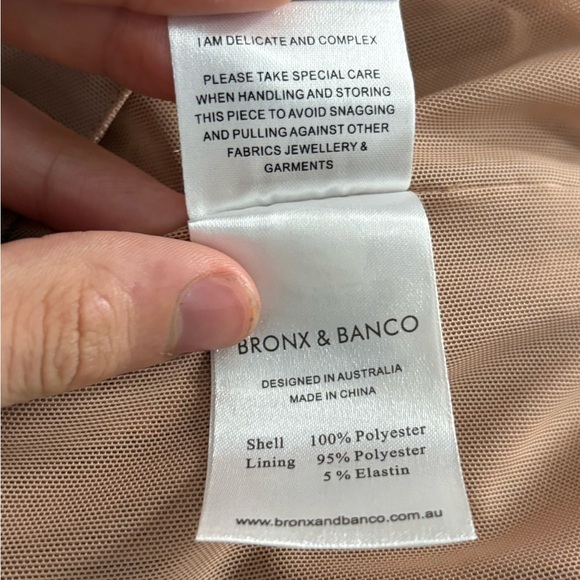 I AM DELICATE AND COMPLEX
PLEASE TAKE SPECIAL CARE
WHEN HANDLING AND STORING
THIS PIECE TO AVOID SNAGGING
AND PULLING AGAINST OTHER
FABRICS JEWELLERY &
GARMENTS
BRONX & BANCO
DESIGNED IN AUSTRALIA
MADE IN CHINA
Shell 100% Polyester
Lining 95% Polyester
5 % Elastin
www.bronxandbanco.com.au